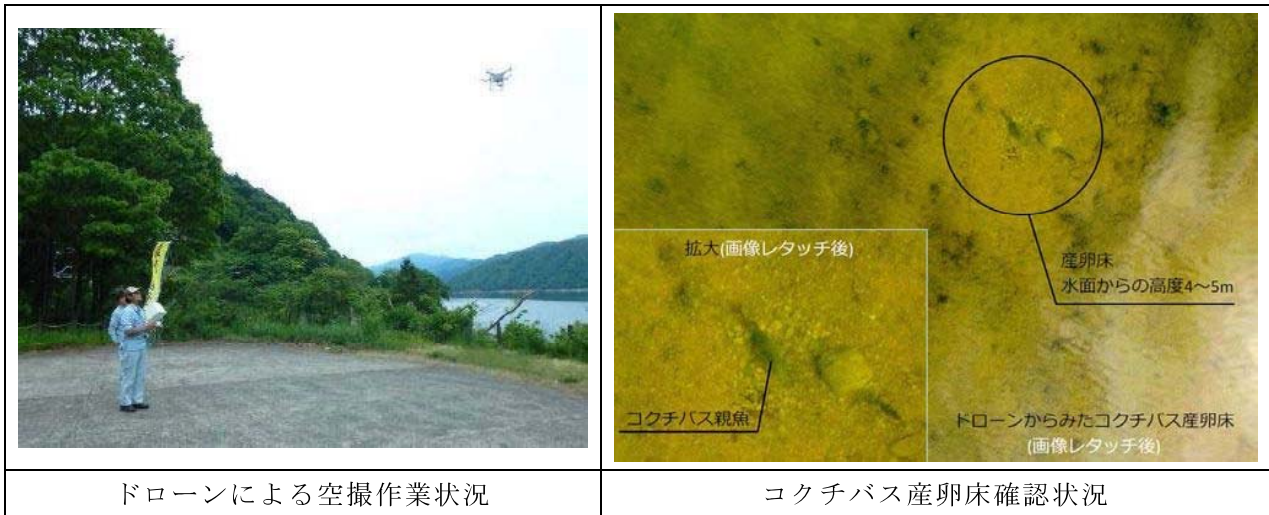 産卵床
水面からの高度4～5m
拡大(画像レタッチ後)
コクチバス親魚
ドローンからみたコクチバス産卵床
(画像レタッチ後)
ドローンによる空撮作業状況
コクチバス産卵床確認状況